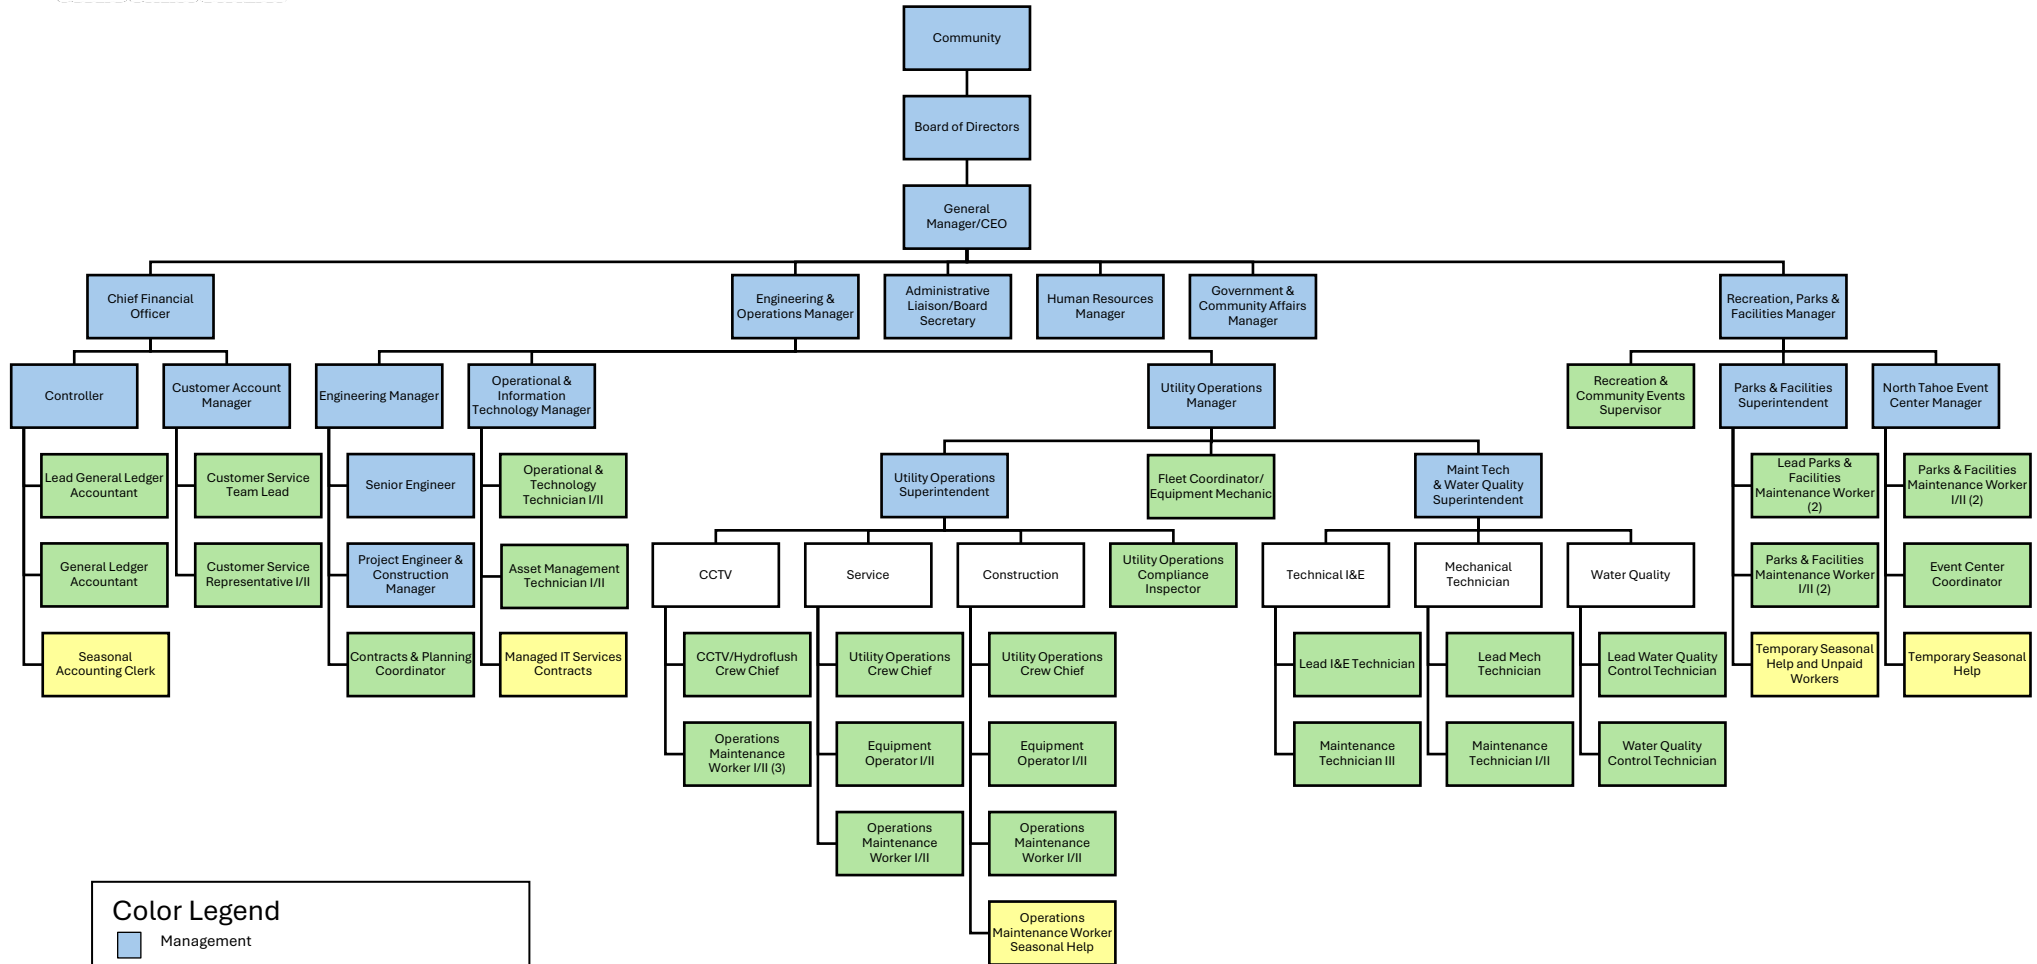 Community
Board of Directors
General
Manager/CEO
Chief Financial
Officer
Engineering &
Operations Manager
Administrative
Liaison/Board
Secretary
Human Resources
Manager
Government &
Community Affairs
Manager
Recreation, Parks &
Facilities Manager
Controller
Customer Account
Manager
Engineering Manager
Operational &
Information
Technology Manager
Utility Operations
Manager
Recreation &
Community Events
Supervisor
Parks & Facilities
Superintendent
North Tahoe Event
Center Manager
Lead General Ledger
Accountant
Customer Service
Team Lead
Senior Engineer
Operational &
Technology
Technician I/II
Utility Operations
Superintendent
Fleet Coordinator/
Equipment Mechanic
Maint Tech
& Water Quality
Superintendent
Lead Parks &
Facilities
Maintenance Worker
(2)
Parks & Facilities
Maintenance Worker
I/II (2)
General Ledger
Accountant
Customer Service
Representative I/II
Project Engineer &
Construction
Manager
Asset Management
Technician I/II
CCTV
Service
Construction
Utility Operations
Compliance
Inspector
Technical I&E
Mechanical
Technician
Water Quality
Parks & Facilities
Maintenance Worker
I/II (2)
Event Center
Coordinator
Seasonal
Accounting Clerk
Contracts & Planning
Coordinator
Managed IT Services
Contracts
CCTV/Hydroflush
Crew Chief
Utility Operations
Crew Chief
Utility Operations
Crew Chief
Lead I&E Technician
Lead Mech
Technician
Lead Water Quality
Control Technician
Temporary Seasonal
Help and Unpaid
Workers
Temporary Seasonal
Help
Operations
Maintenance
Worker I/II (3)
Equipment
Operator I/II
Equipment
Operator I/II
Maintenance
Technician III
Maintenance
Technician I/II
Water Quality
Control Technician
Operations
Maintenance
Worker I/II
Operations
Maintenance
Worker I/II
Operations
Maintenance Worker
Seasonal Help
Color Legend
Management